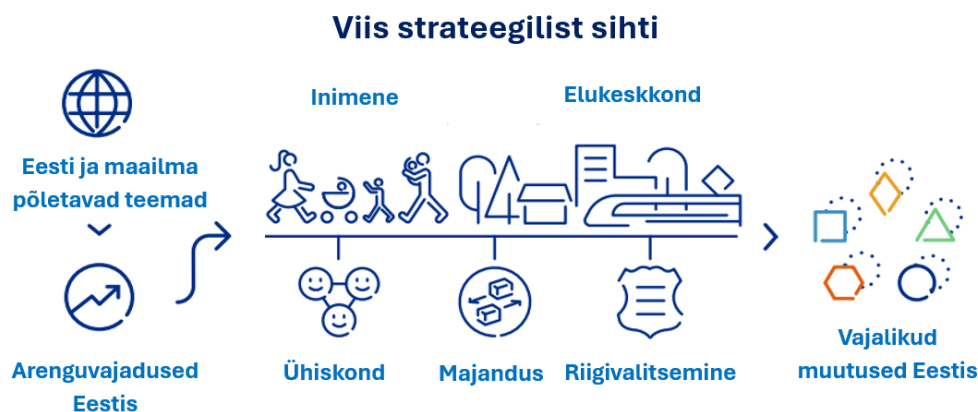 Viis strateegilist sihti
Eesti ja maailma
põletavad teemad
Arenguvajadused
Eestis
Inimene
Elukeskkond
Ühiskond
Majandus
Riigivalitsemine
Vajalikud
muutused Eestis